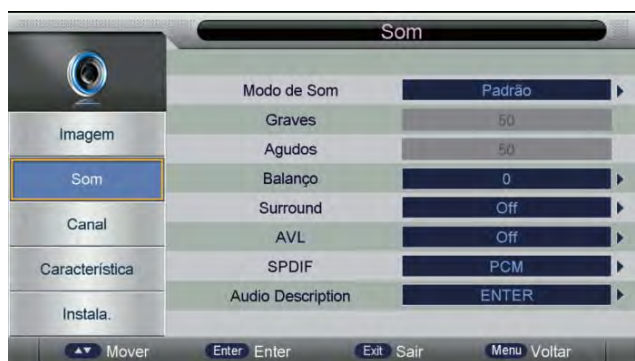 Som
Imagem
Som
Canal
Característica
Instala.
Modo de Som Padrão
Graves 50
Agudos 50
Balanço 0
Surround Off
AVL Off
SPDIF PCM
Audio Description ENTER
Mover Enter Enter Exit Sair Menu Voltar